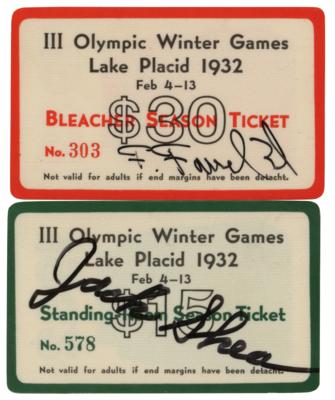 III Olympic Winter Games
Lake Placid 1932
Feb 4-13
$30
Bleacher Season Ticket
No. 303
Not valid for adults if end margins have been detacht.
III Olympic Winter Games
Lake Placid 1932
Feb 4-13
$15
Standing Room Season Ticket
Jack Shea
No. 578
Not valid for adults if end margins have been detacht.